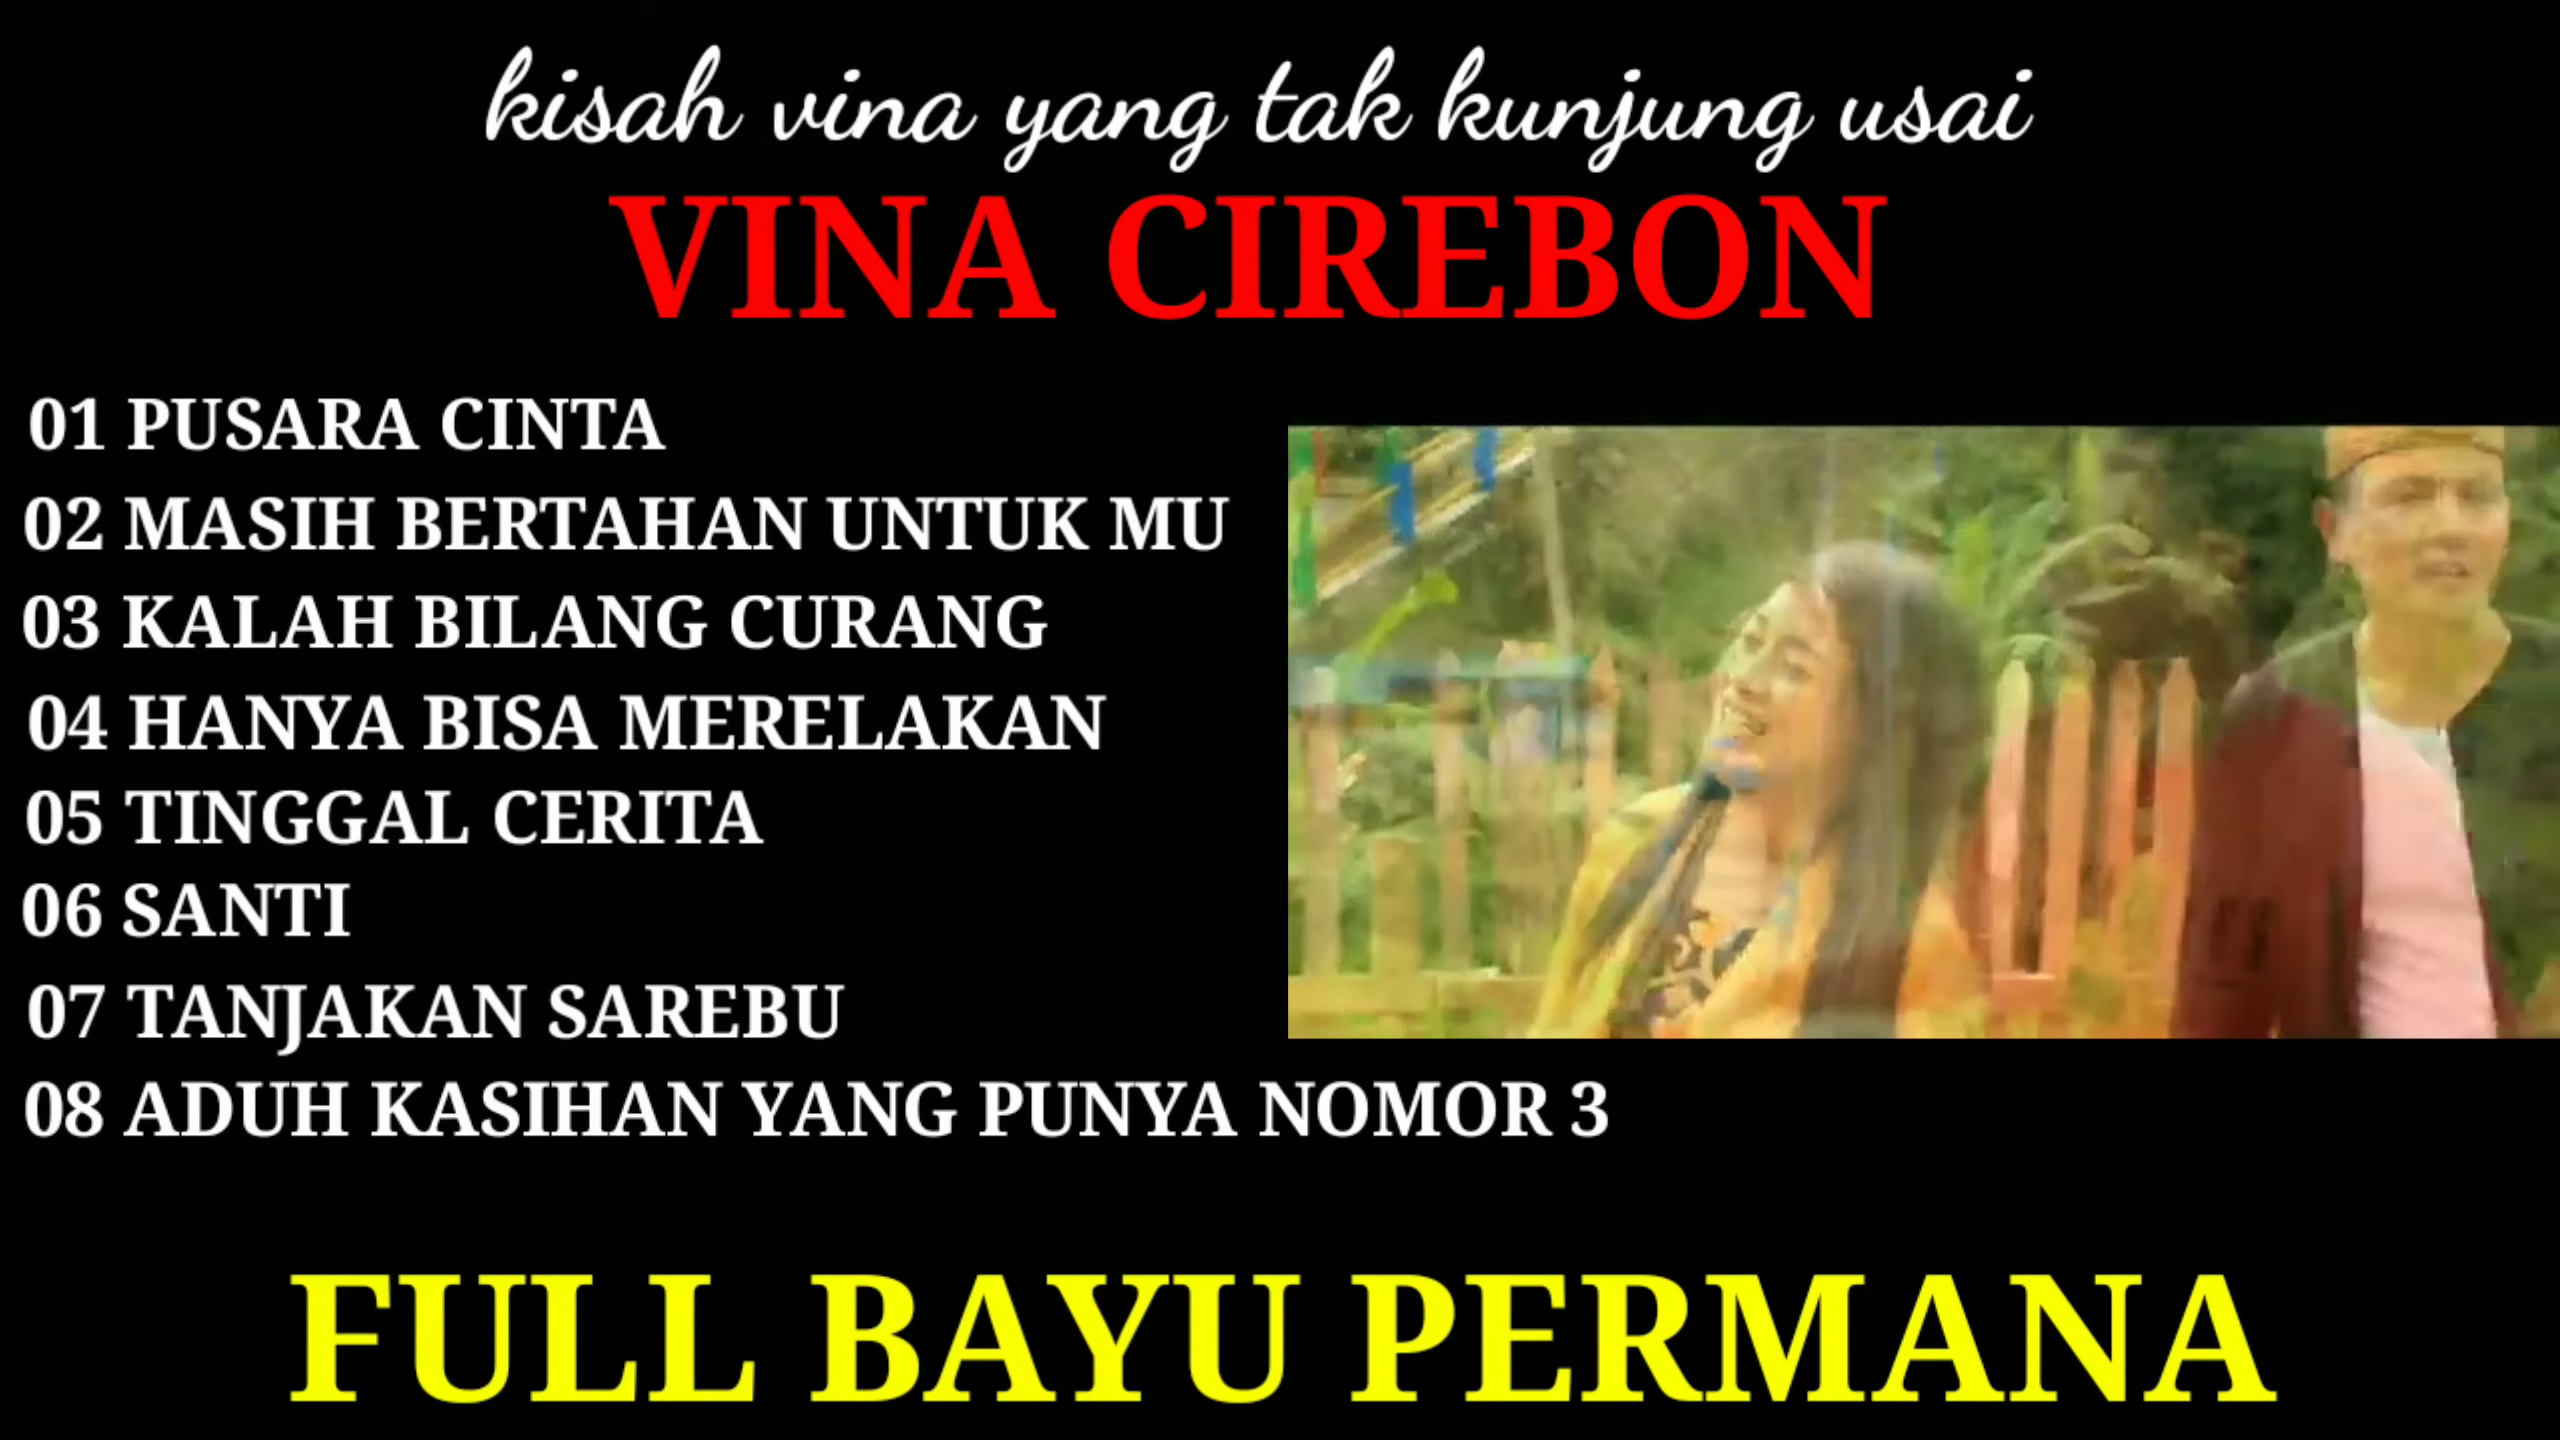 kisah vina yang tak kunjung usai
VINA CIREBON
01 PUSARA CINTA
02 MASIH BERTAHAN UNTUK MU
03 KALAH BILANG CURANG
04 HANYA BISA MERELAKAN
05 TINGGAL CERITA
06 SANTI
07 TANJAKAN SAREBU
08 ADUH KASIHAN YANG PUNYA NOMOR 3
FULL BAYU PERMANA